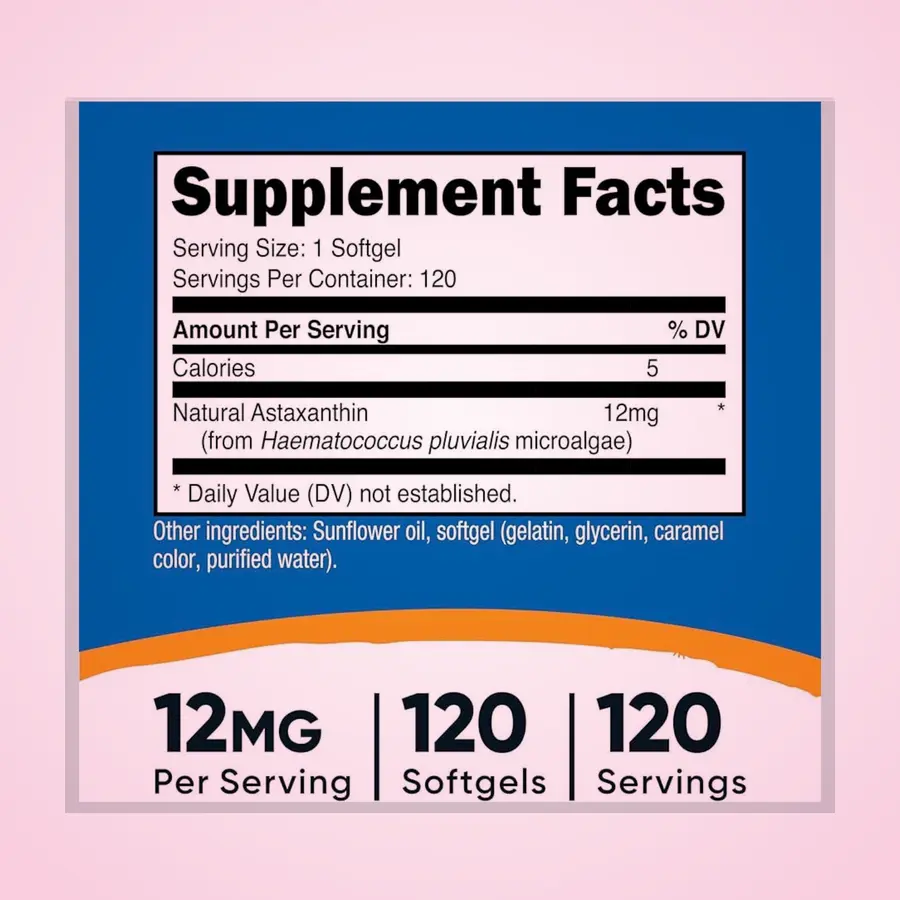 Supplement Facts
Serving Size: 1 Softgel
Servings Per Container: 120
Amount Per Serving % DV
Calories 5
Natural Astaxanthin 12mg *
(from Haematococcus pluvialis microalgae)
* Daily Value (DV) not established.
Other ingredients: Sunflower oil, softgel (gelatin, glycerin, caramel
color, purified water).
12MG 120 120
Per Serving Softgels Servings